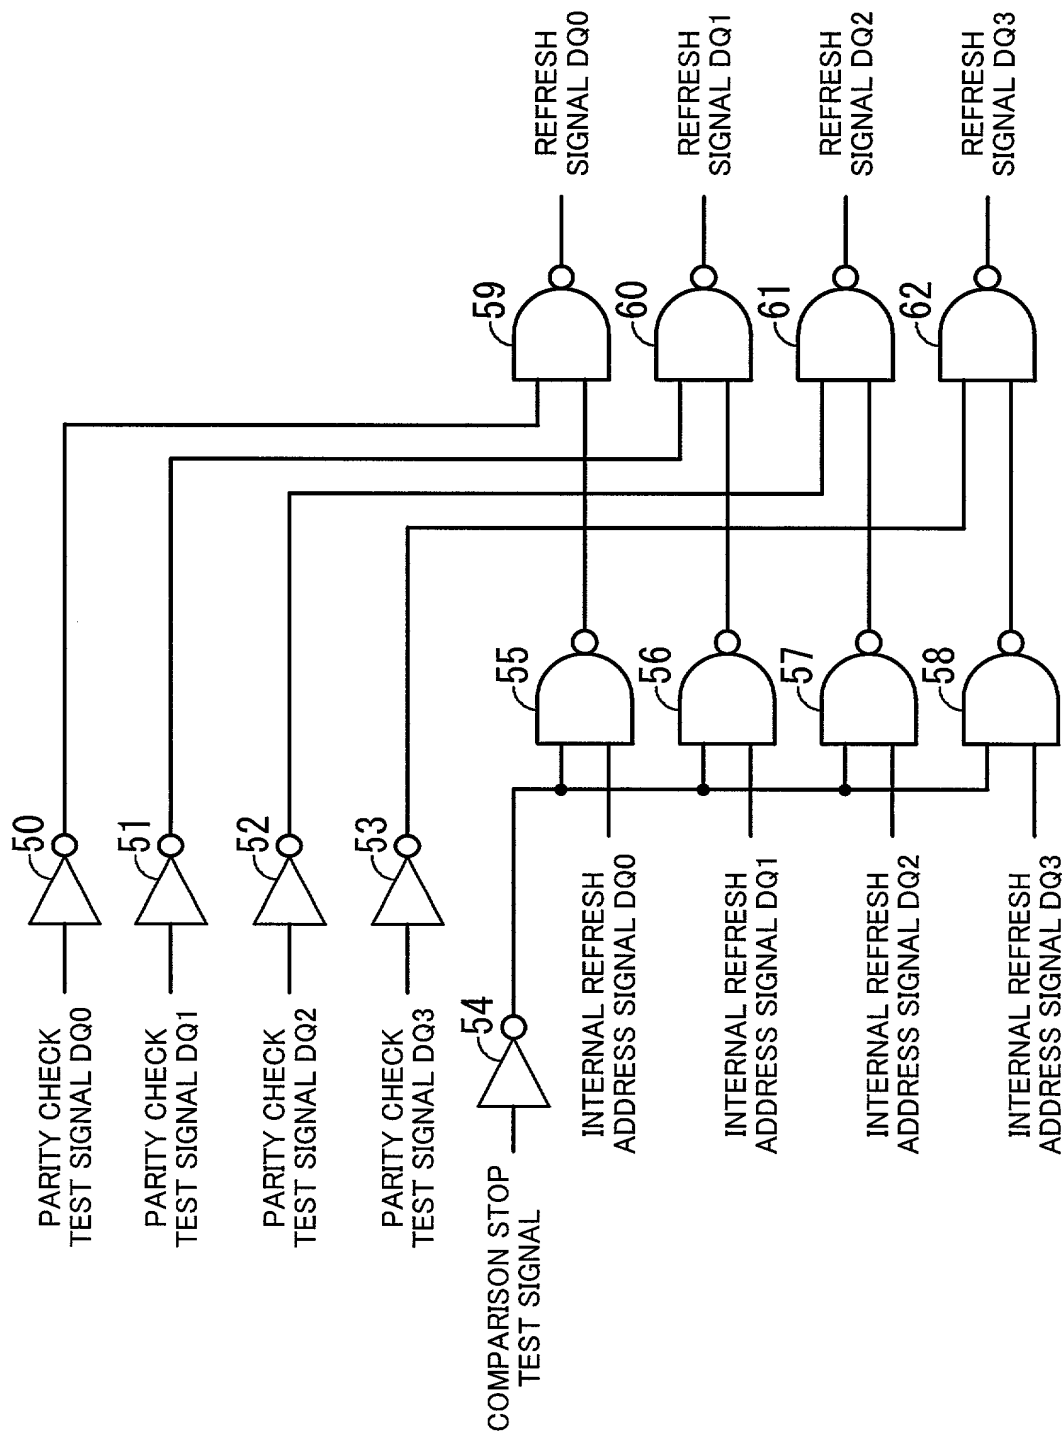 PARITY CHECK
TEST SIGNAL DQ0
50
PARITY CHECK
TEST SIGNAL DQ1
51
PARITY CHECK
TEST SIGNAL DQ2
52
PARITY CHECK
TEST SIGNAL DQ3
53
COMPARISON STOP
TEST SIGNAL
54
INTERNAL REFRESH
ADDRESS SIGNAL DQ0
55
59
REFRESH
SIGNAL DQ0
INTERNAL REFRESH
ADDRESS SIGNAL DQ1
56
60
REFRESH
SIGNAL DQ1
INTERNAL REFRESH
ADDRESS SIGNAL DQ2
57
61
REFRESH
SIGNAL DQ2
INTERNAL REFRESH
ADDRESS SIGNAL DQ3
58
62
REFRESH
SIGNAL DQ3